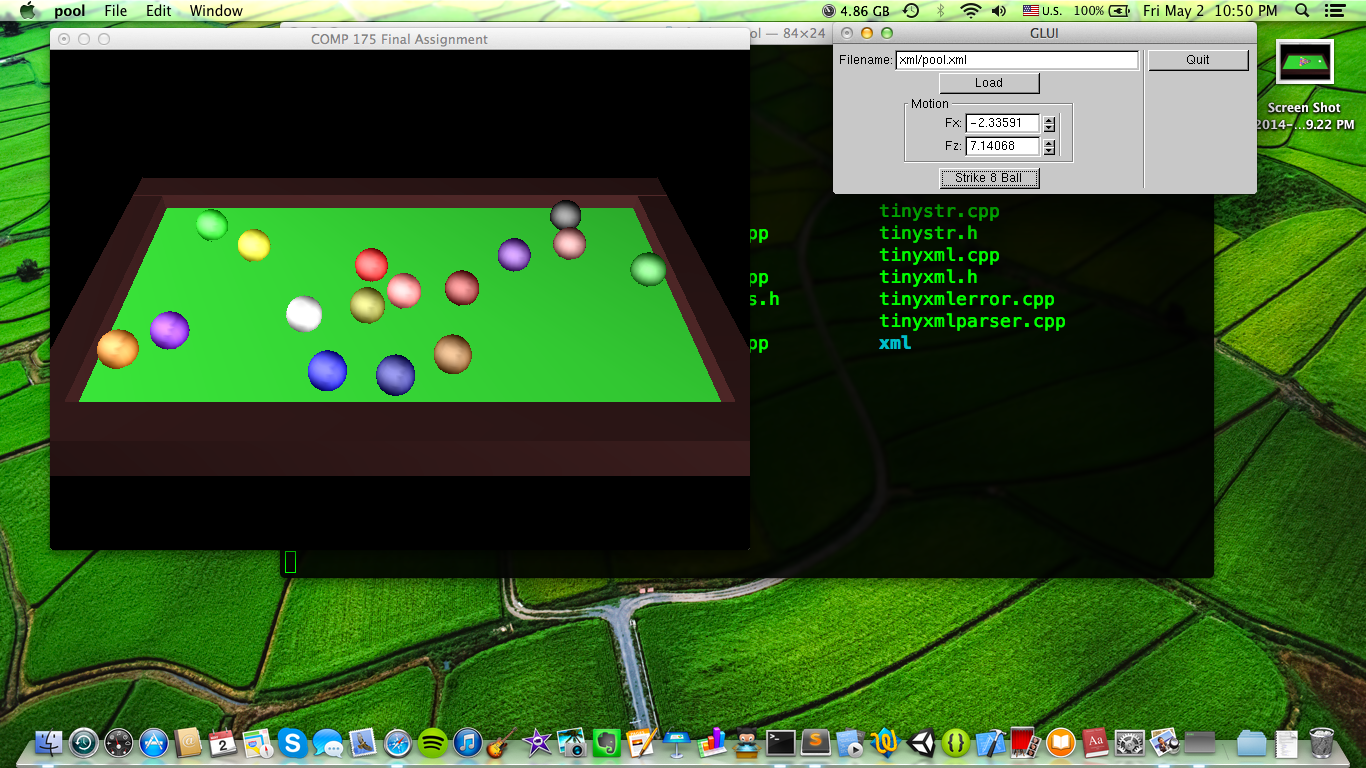 pool File Edit Window
4.86 GB U.S. 100% Fri May 2 10:50 PM
COMP 175 Final Assignment
ol — 84×24
GLUI
Filename: xml/pool.xml
Quit
Load
Motion
Fx: -2.33591
Fz: 7.14068
Strike 8 Ball
Screen Shot
2014-...9.22 PM
tinystr.cpp
pp tinystr.h
tinyxml.cpp
pp tinyxml.h
s.h tinyxmlerror.cpp
tinyxmlparser.cpp
pp xml
2
Aa